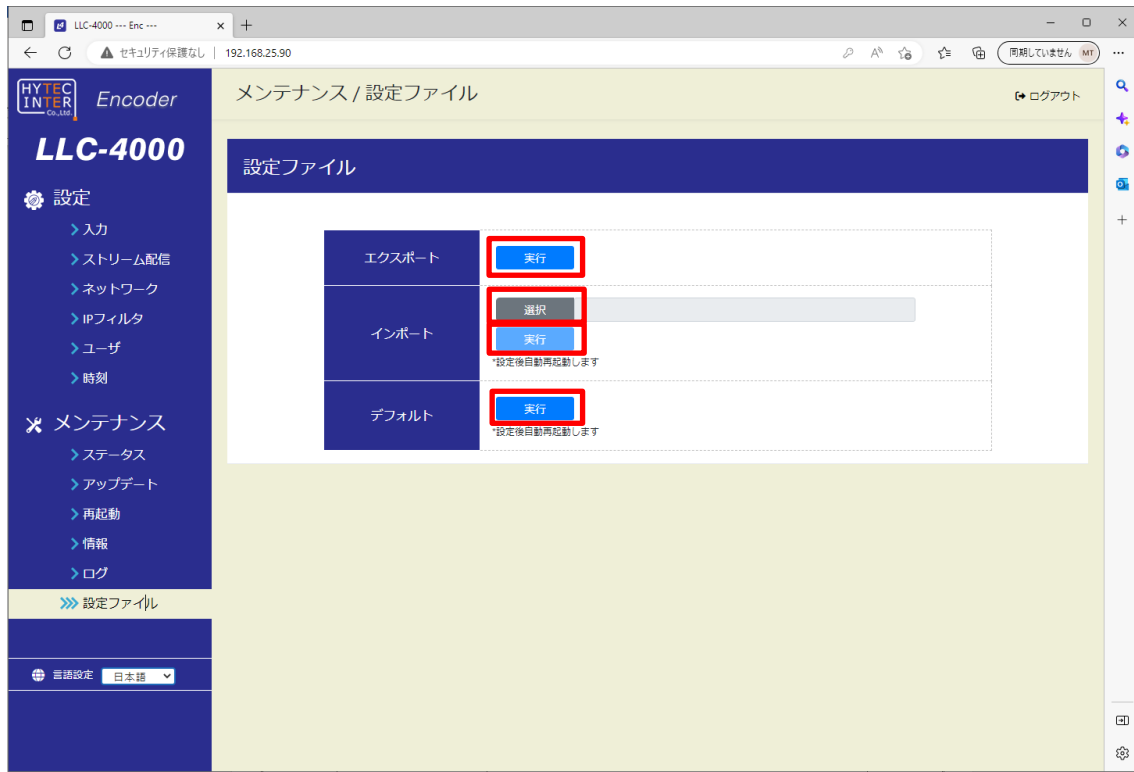 LLC-4000 --- Enc ---
セキュリティ保護なし
192.168.25.90
同期していません
MT
HYTEC
INTER
Co.,Ltd.
Encoder
メンテナンス / 設定ファイル
ログアウト
LLC-4000
設定ファイル
設定
入力
ストリーム配信
ネットワーク
IPフィルタ
ユーザ
時刻
メンテナンス
ステータス
アップデート
再起動
情報
ログ
設定ファイル
言語設定
日本語
エクスポート
実行
インポート
選択
実行
*設定後自動再起動します
デフォルト
実行
*設定後自動再起動します